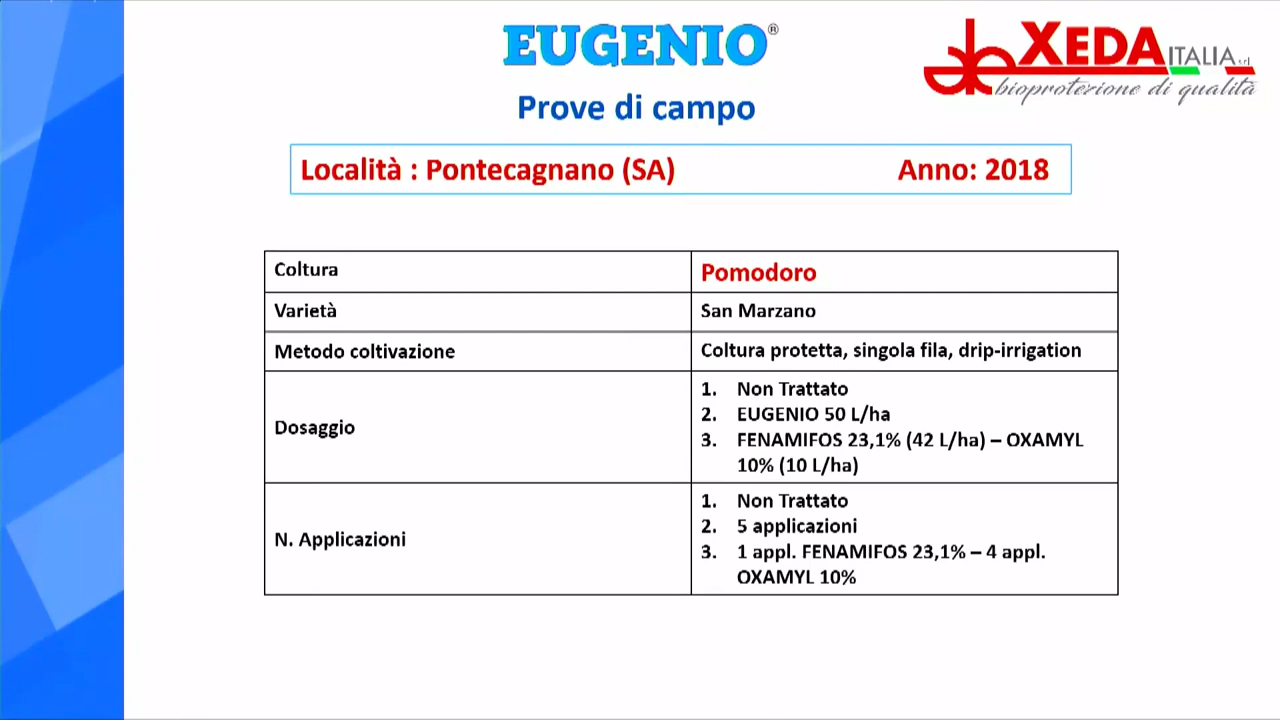 EUGENIO®
XEDA ITALIA s.r.l
bioprotezione di qualità
Prove di campo
Località : Pontecagnano (SA) Anno: 2018
Coltura Pomodoro
Varietà San Marzano
Metodo coltivazione Coltura protetta, singola fila, drip-irrigation
Dosaggio
1. Non Trattato
2. EUGENIO 50 L/ha
3. FENAMIFOS 23,1% (42 L/ha) – OXAMYL
10% (10 L/ha)
N. Applicazioni
1. Non Trattato
2. 5 applicazioni
3. 1 appl. FENAMIFOS 23,1% – 4 appl.
OXAMYL 10%